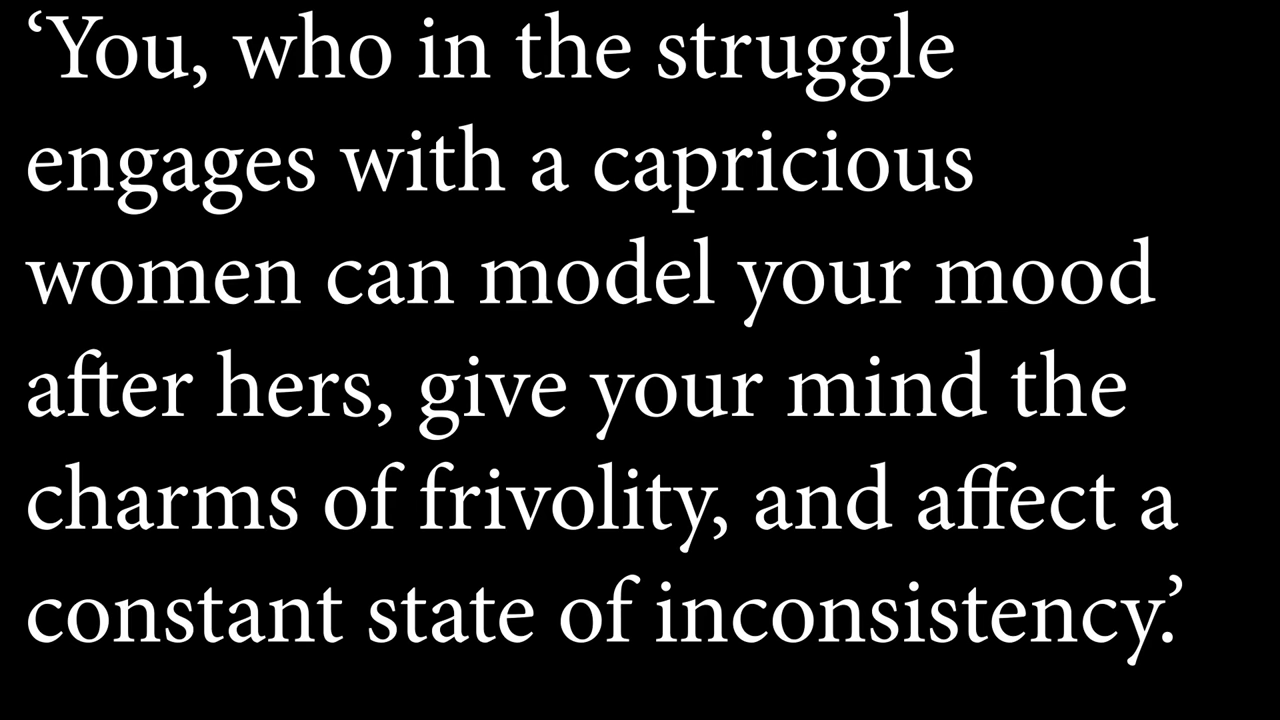 ‘You, who in the struggle
engages with a capricious
women can model your mood
after hers, give your mind the
charms of frivolity, and affect a
constant state of inconsistency.’